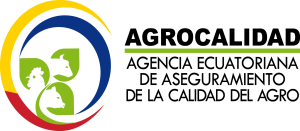 AGROCALIDAD
AGENCIA ECUATORIANA
DE ASEGURAMIENTO
DE LA CALIDAD DEL AGRO